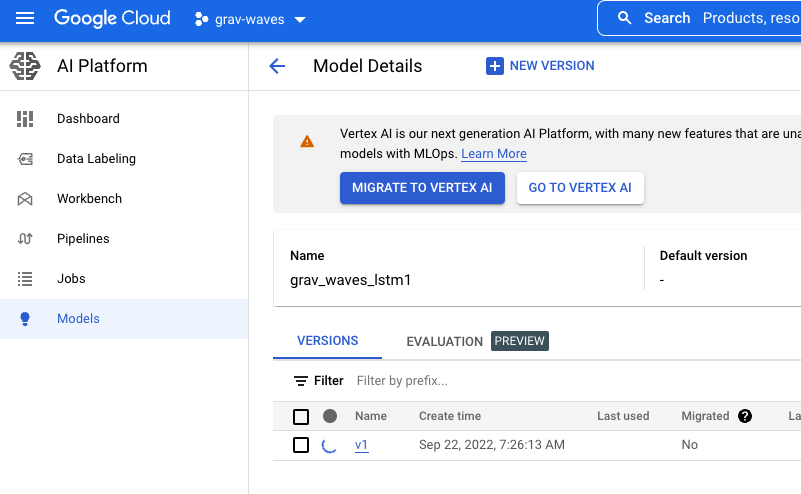 Google Cloud
grav-waves
Search Products, reso
AI Platform
Model Details
NEW VERSION
Dashboard
Data Labeling
Workbench
Pipelines
Jobs
Models
Vertex AI is our next generation AI Platform, with many new features that are una
models with MLOps. Learn More
MIGRATE TO VERTEX AI
GO TO VERTEX AI
Name
Default version
grav_waves_lstm1
-
VERSIONS
EVALUATION PREVIEW
Filter Filter by prefix...
Name Create time Last used Migrated ? La
v1 Sep 22, 2022, 7:26:13 AM No